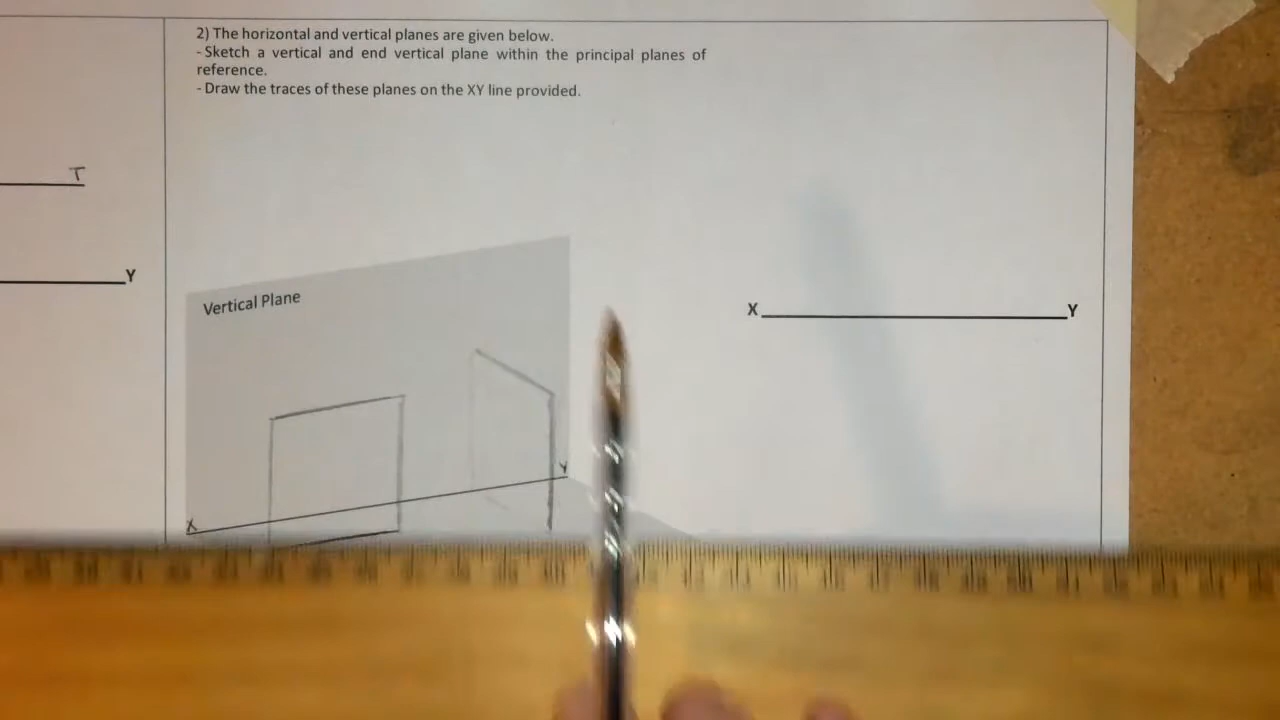 2) The horizontal and vertical planes are given below.
- Sketch a vertical and end vertical plane within the principal planes of
reference.
- Draw the traces of these planes on the XY line provided.
T
Y
Vertical Plane
X
Y
X
Y